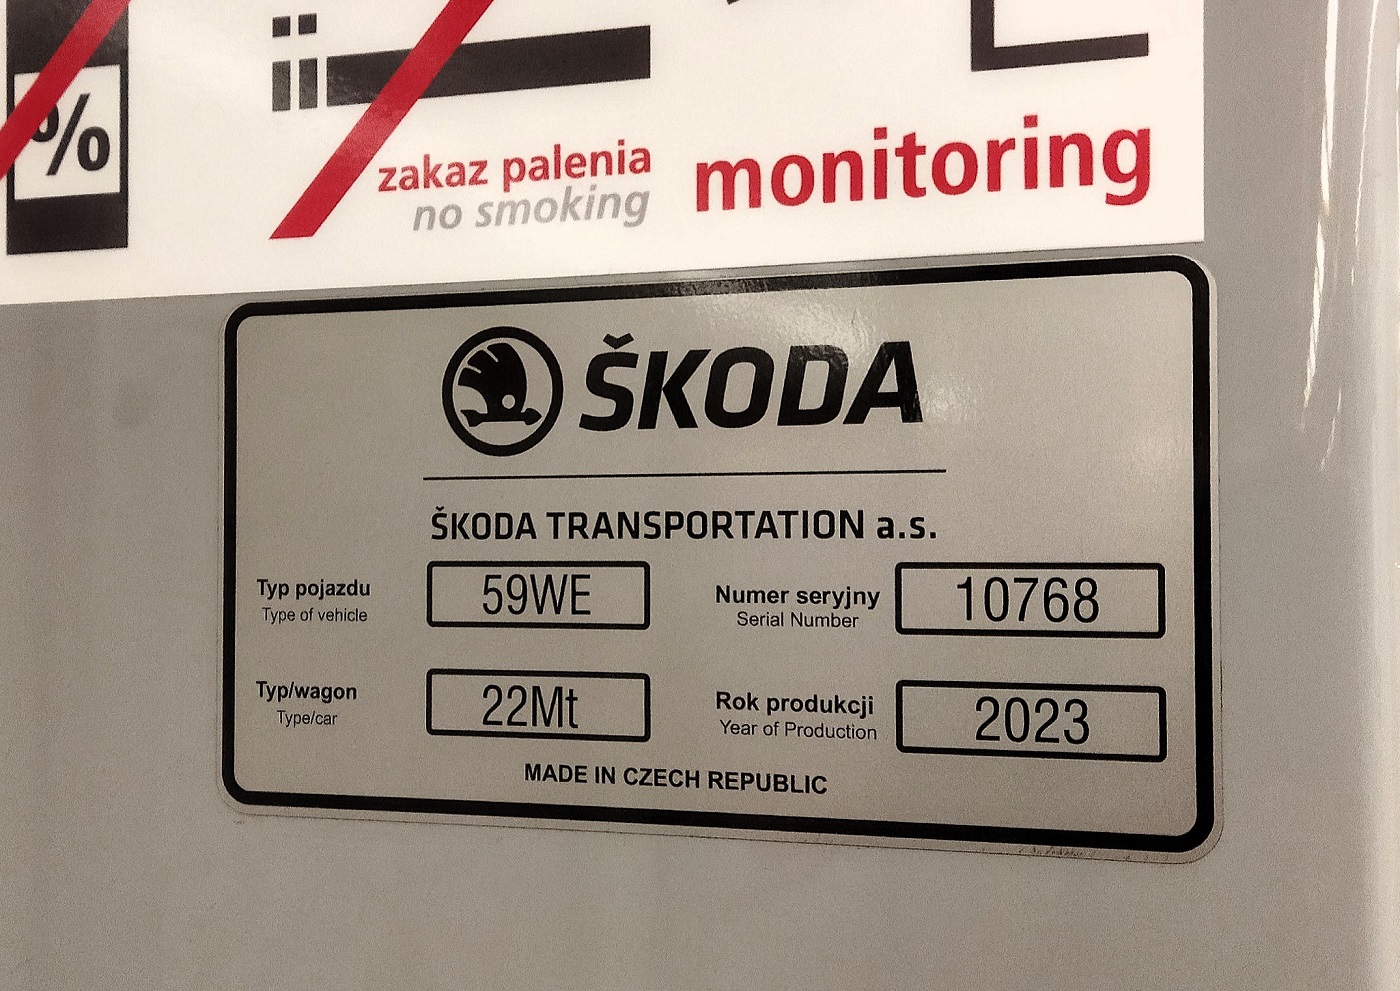 %
zakaz palenia
no smoking
monitoring
ŠKODA
ŠKODA TRANSPORTATION a.s.
Typ pojazdu
Type of vehicle
59WE
Numer seryjny
Serial Number
10768
Typ/wagon
Type/car
22Mt
Rok produkcji
Year of Production
2023
MADE IN CZECH REPUBLIC